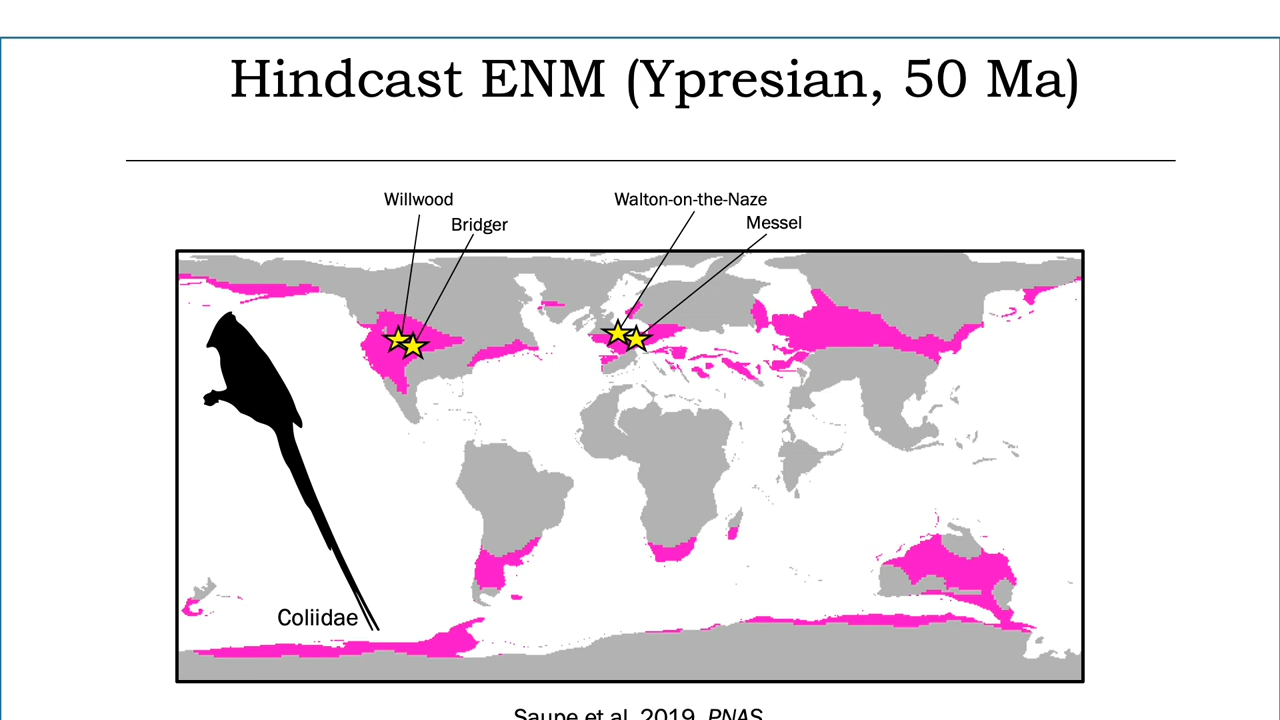 Hindcast ENM (Ypresian, 50 Ma)
Willwood
Walton-on-the-Naze
Bridger
Messel
Coliidae
Saupe et al. 2019, PNAS